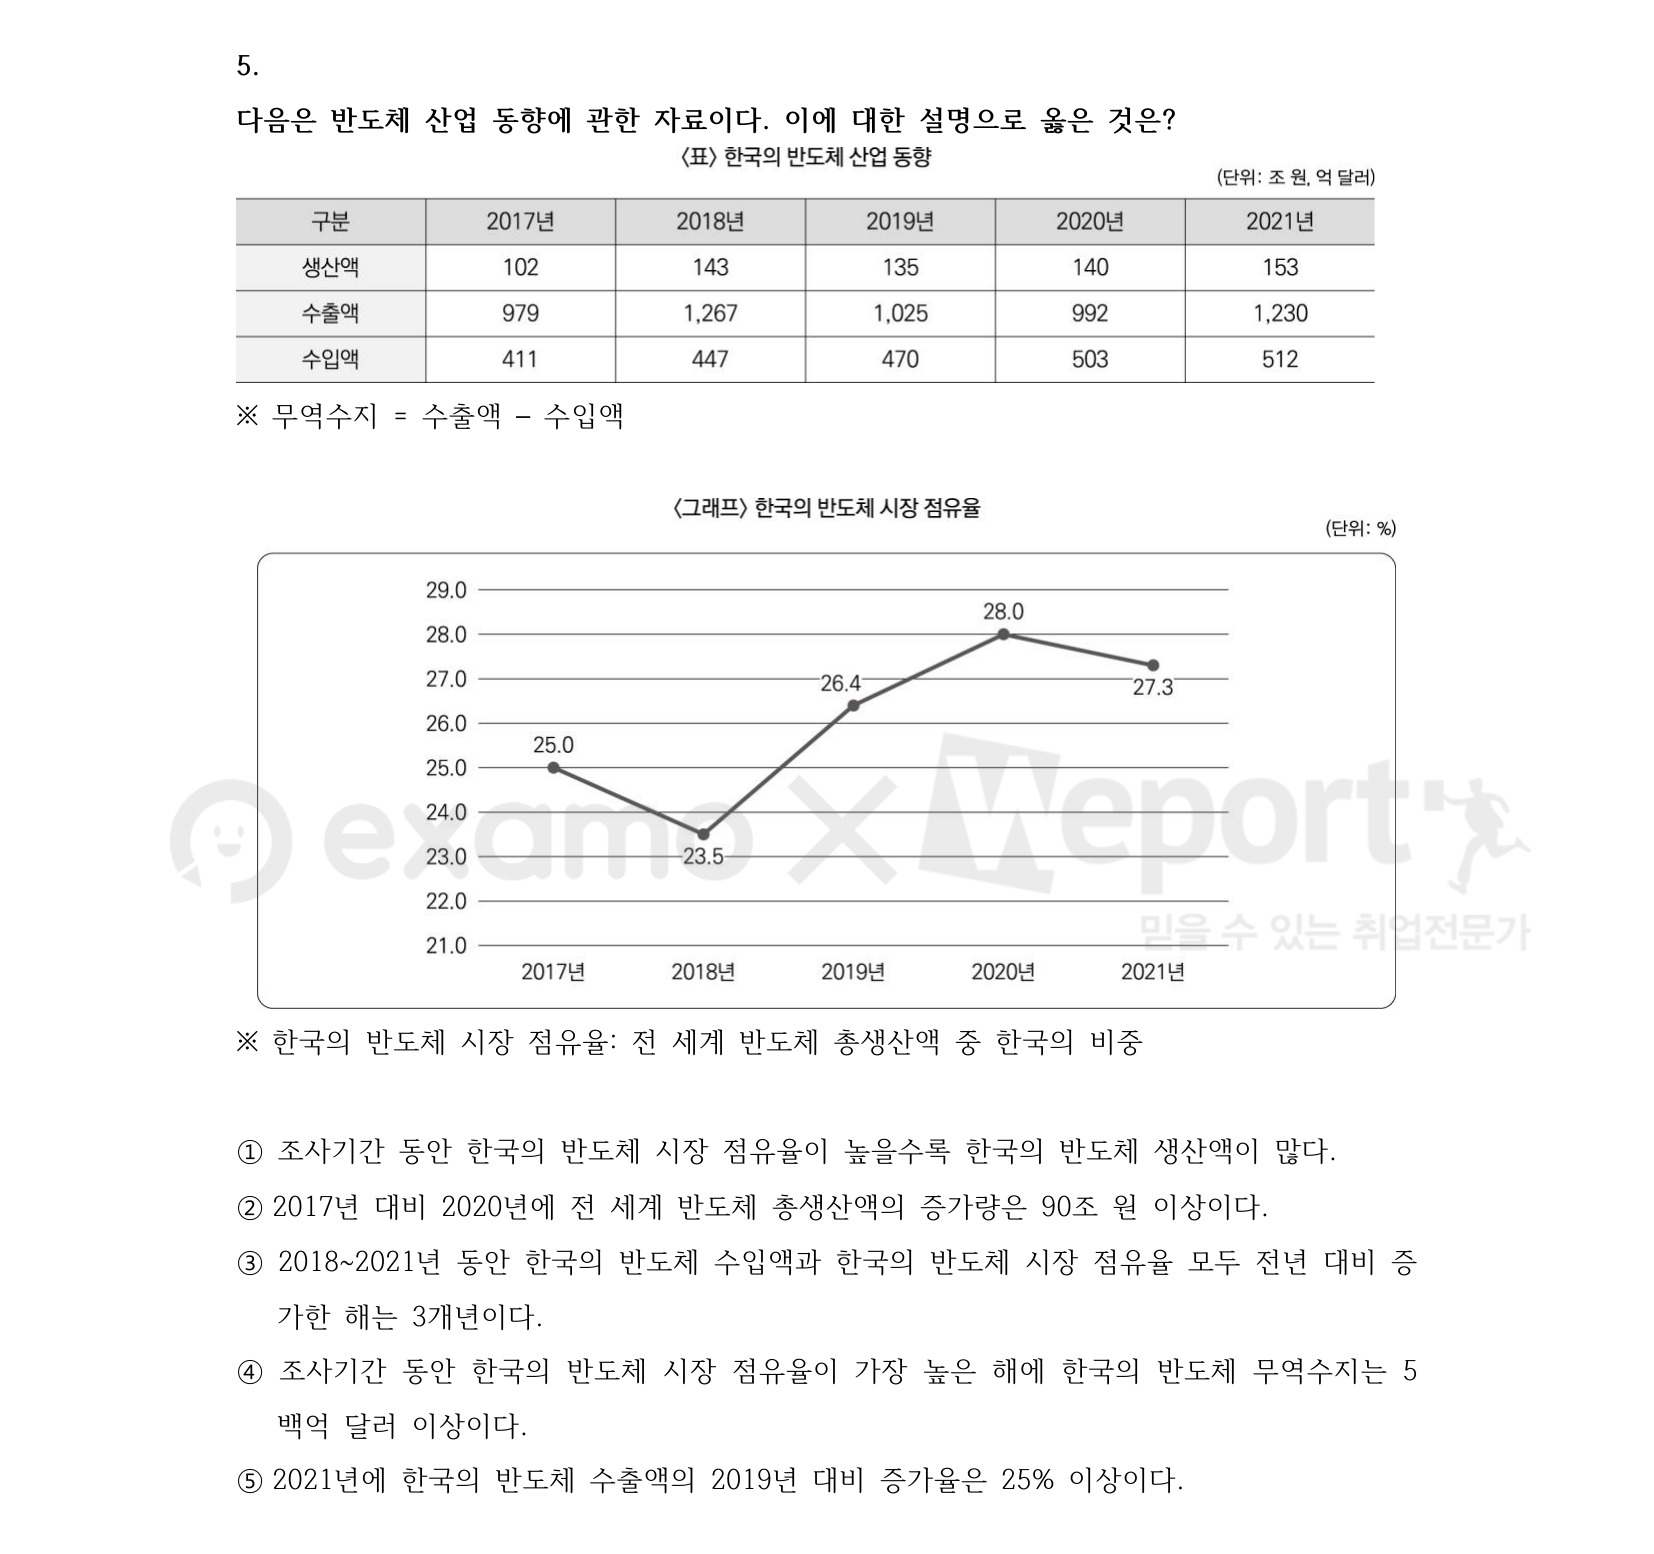 5.
다음은 반도체 산업 동향에 관한 자료이다. 이에 대한 설명으로 옳은 것은?
〈표〉 한국의 반도체 산업 동향
(단위: 조 원, 억 달러)
구분 2017년 2018년 2019년 2020년 2021년
생산액 102 143 135 140 153
수출액 979 1,267 1,025 992 1,230
수입액 411 447 470 503 512
※ 무역수지 = 수출액 – 수입액
〈그래프〉 한국의 반도체 시장 점유율
(단위: %)
29.0
28.0
27.0
26.0
25.0
24.0
23.0
22.0
21.0
25.0
23.5
26.4
28.0
27.3
2017년 2018년 2019년 2020년 2021년
examo × Weport
믿을 수 있는 취업전문가
※ 한국의 반도체 시장 점유율: 전 세계 반도체 총생산액 중 한국의 비중
① 조사기간 동안 한국의 반도체 시장 점유율이 높을수록 한국의 반도체 생산액이 많다.
② 2017년 대비 2020년에 전 세계 반도체 총생산액의 증가량은 90조 원 이상이다.
③ 2018~2021년 동안 한국의 반도체 수입액과 한국의 반도체 시장 점유율 모두 전년 대비 증
가한 해는 3개년이다.
④ 조사기간 동안 한국의 반도체 시장 점유율이 가장 높은 해에 한국의 반도체 무역수지는 5
백억 달러 이상이다.
⑤ 2021년에 한국의 반도체 수출액의 2019년 대비 증가율은 25% 이상이다.